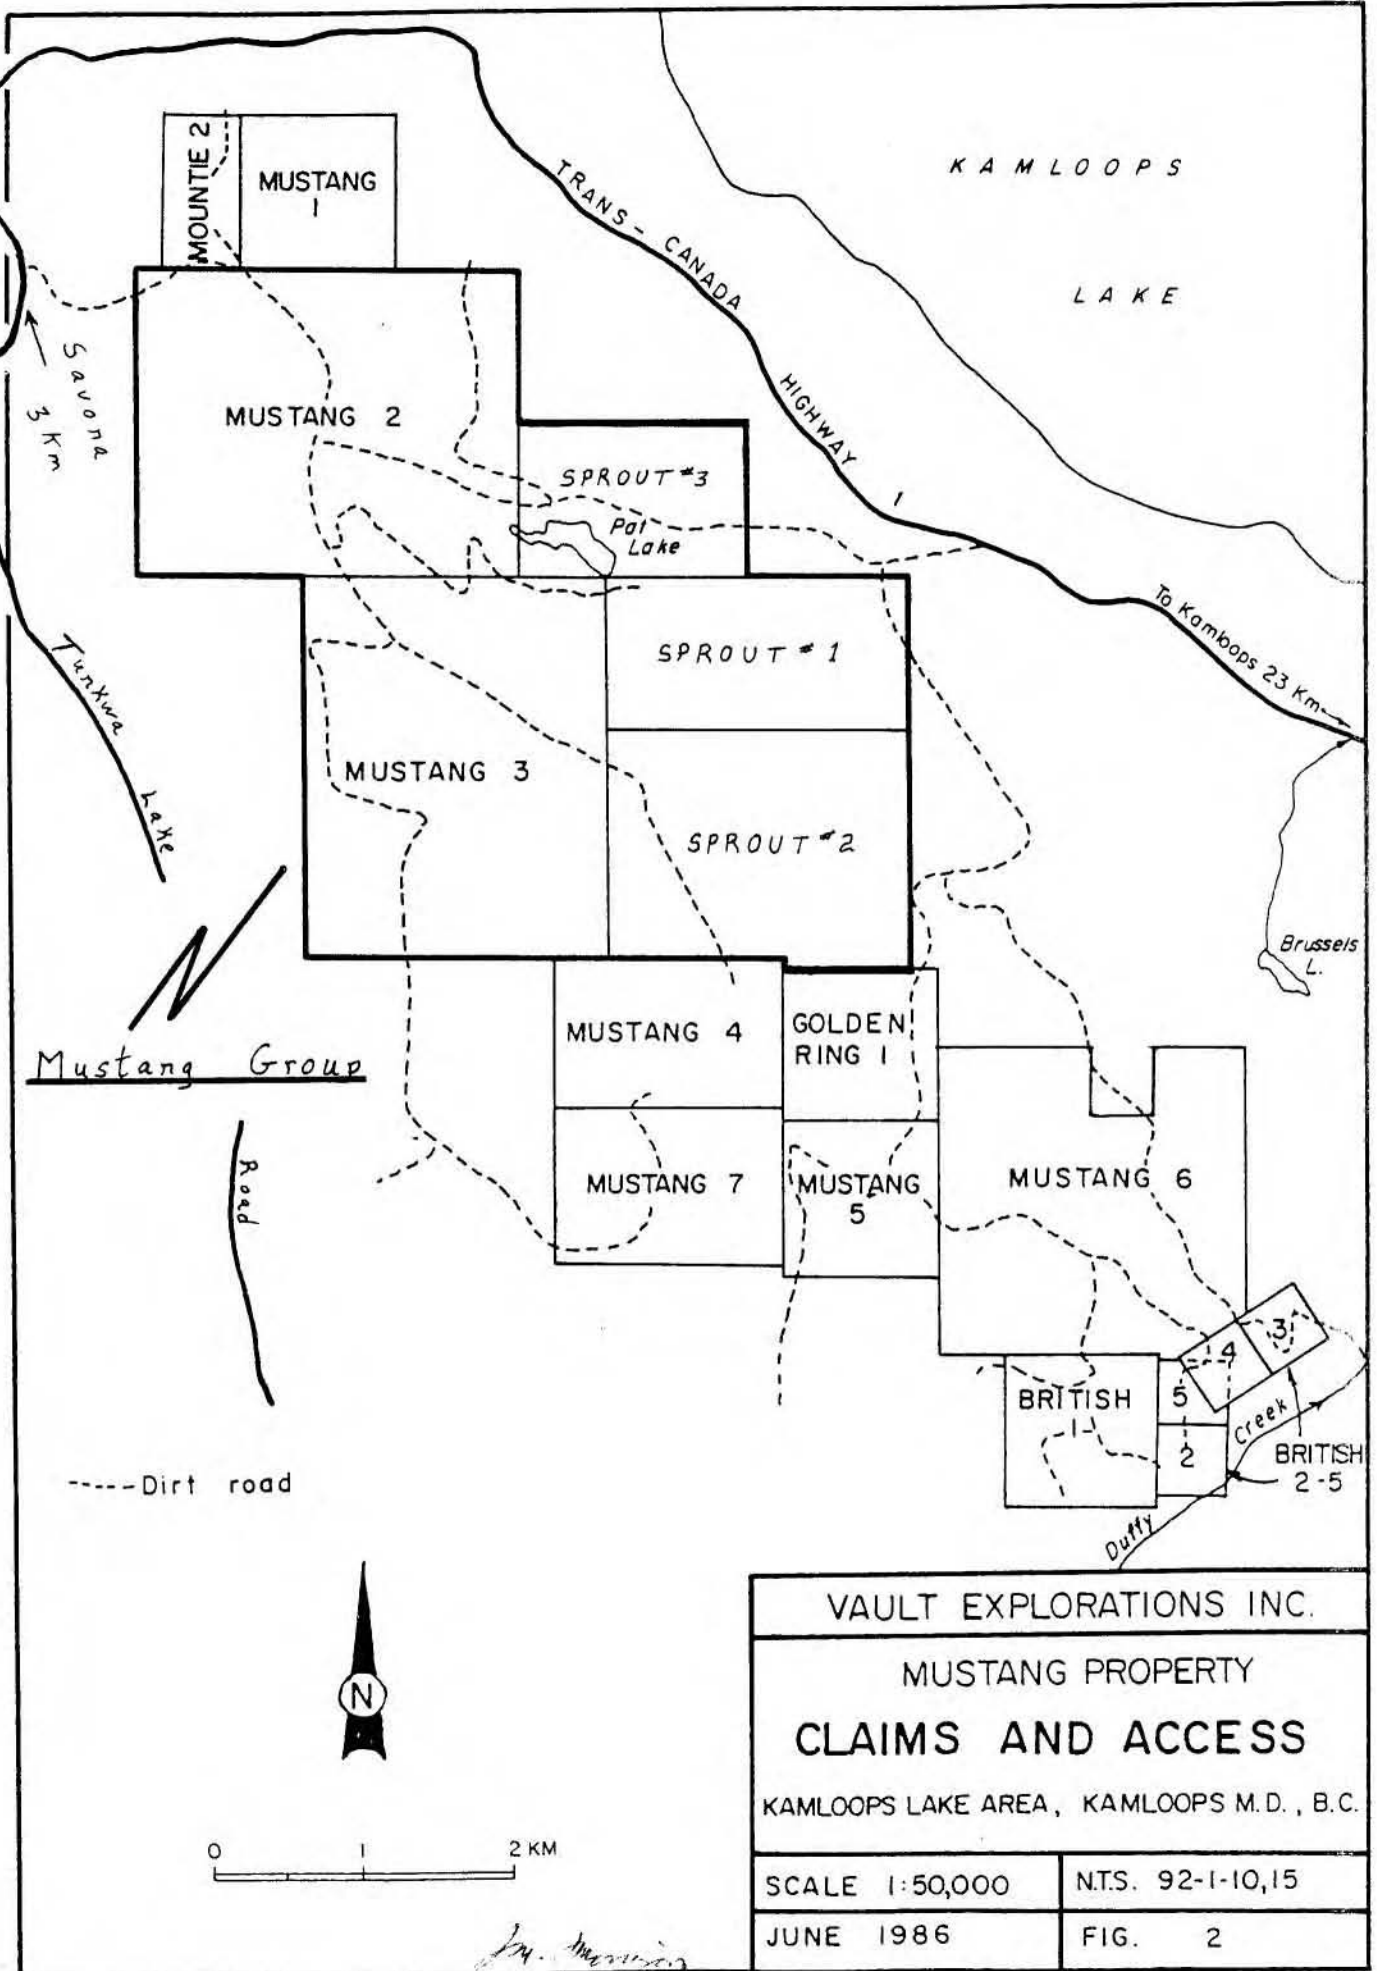 KAMLOOPS
LAKE
TRANS-CANADA
HIGHWAY
1
To Kamloops 23 Km
MOUNTIE 2
MUSTANG
1
Savona
3 Km
MUSTANG 2
SPROUT #3
Pat
Lake
SPROUT #1
Tunkwa
Lake
MUSTANG 3
SPROUT #2
Brussels
L.
MUSTANG 4
GOLDEN
RING 1
Mustang Group
Road
MUSTANG 7
MUSTANG
5
MUSTANG 6
3
4
5
2
BRITISH
1
Creek
BRITISH
2-5
Duffy
Dirt road
N
0 1 2 KM
VAULT EXPLORATIONS INC.
MUSTANG PROPERTY
CLAIMS AND ACCESS
KAMLOOPS LAKE AREA, KAMLOOPS M.D., B.C.
SCALE 1:50,000
N.T.S. 92-1-10,15
JUNE 1986
FIG. 2